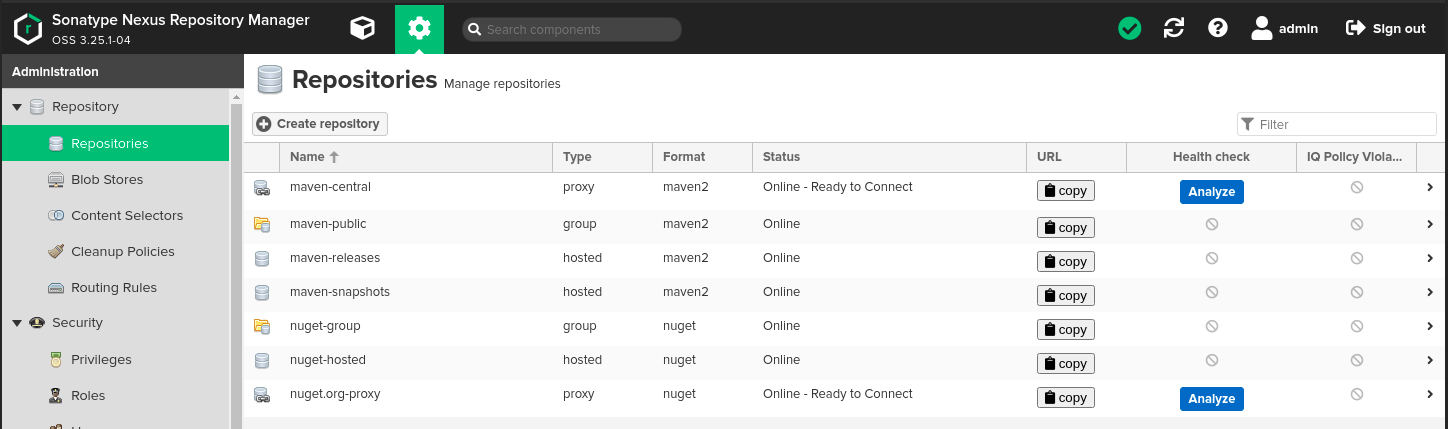 Sonatype Nexus Repository Manager
OSS 3.25.1-04
Search components
admin
Sign out
Administration
Repository
Repositories
Blob Stores
Content Selectors
Cleanup Policies
Routing Rules
Security
Privileges
Roles
Repositories Manage repositories
Create repository
Filter
Name Type Format Status URL Health check IQ Policy Viola...
maven-central proxy maven2 Online - Ready to Connect copy Analyze
maven-public group maven2 Online copy
maven-releases hosted maven2 Online copy
maven-snapshots hosted maven2 Online copy
nuget-group group nuget Online copy
nuget-hosted hosted nuget Online copy
nuget.org-proxy proxy nuget Online - Ready to Connect copy Analyze